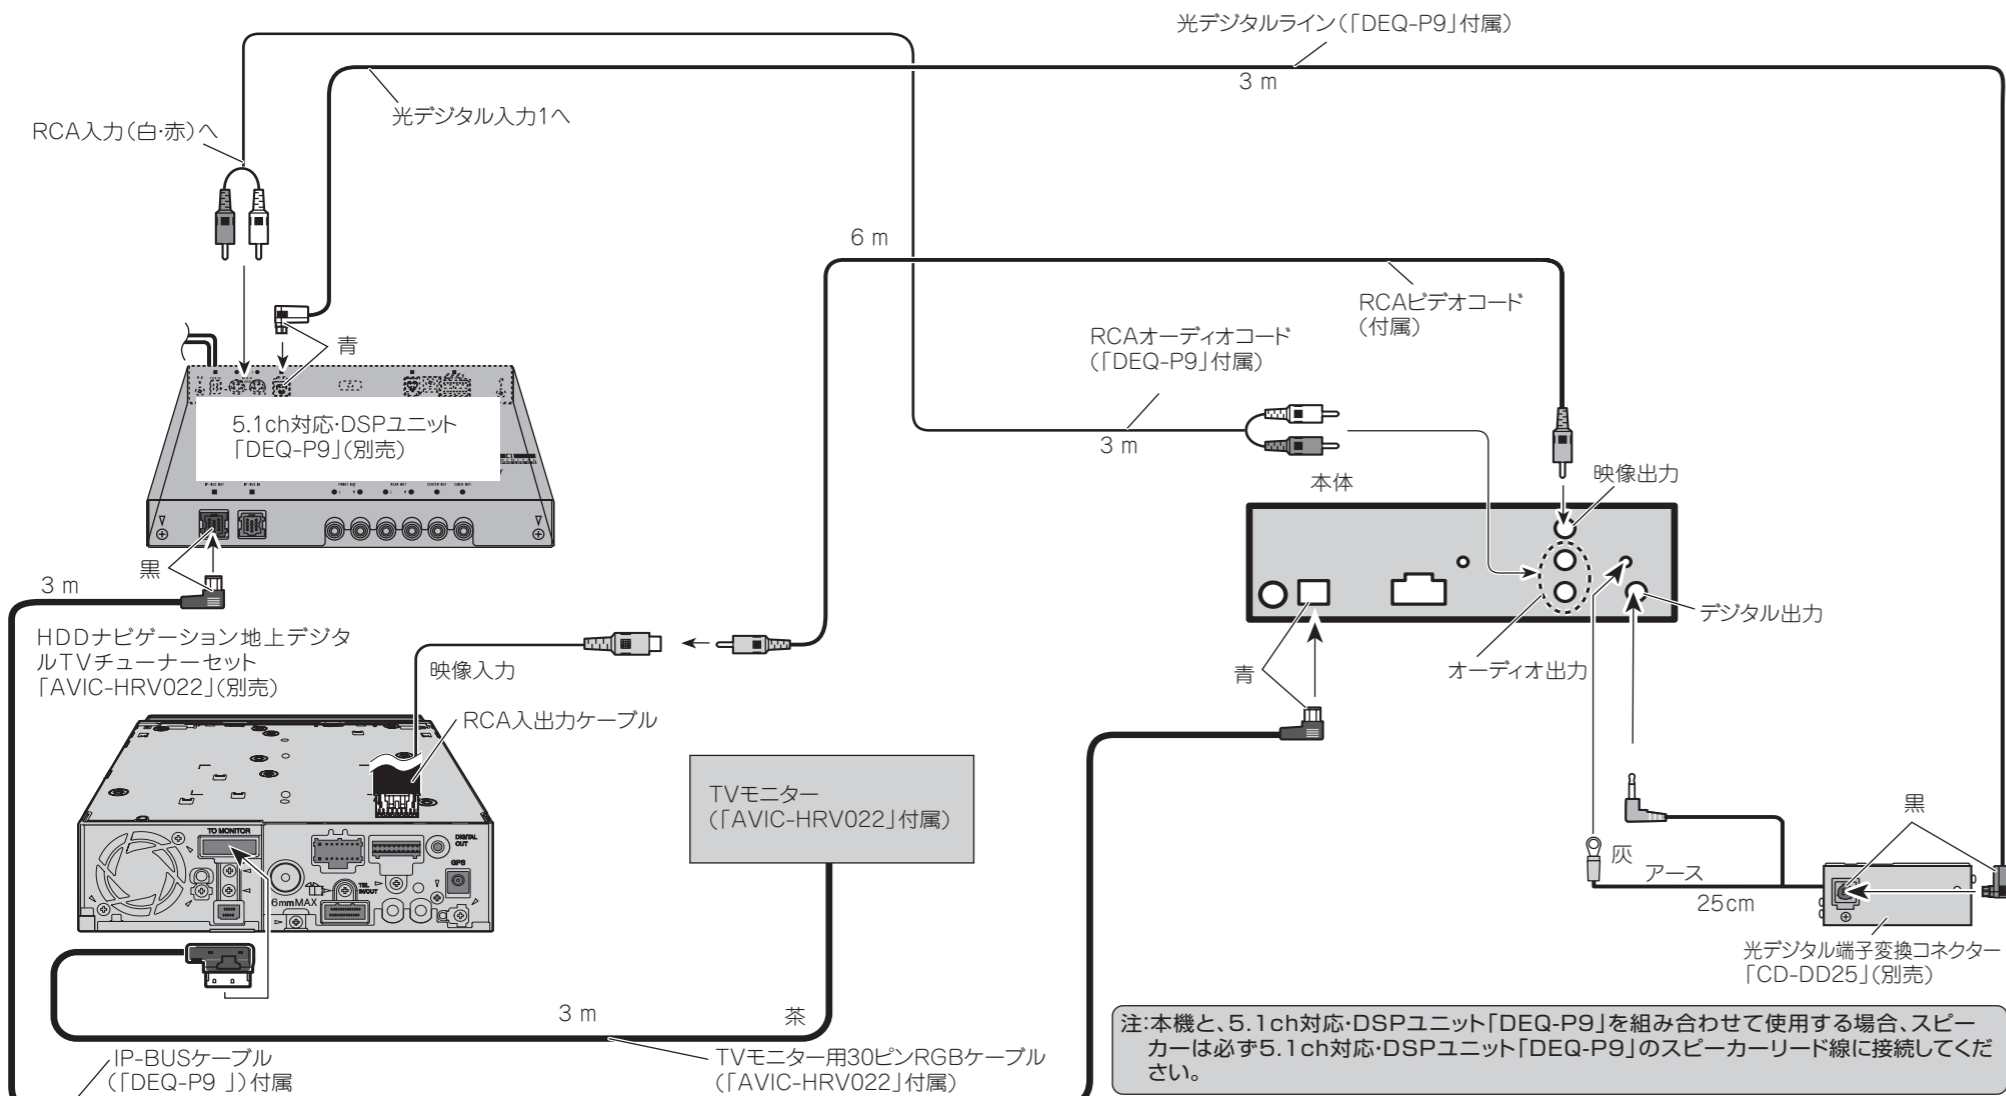 光デジタルライン(「DEQ-P9」付属)
3 m
光デジタル入力1へ
RCA入力(白・赤)へ
6 m
RCAビデオコード
(付属)
RCAオーディオコード
(「DEQ-P9」付属)
3 m
青
5.1ch対応・DSPユニット
「DEQ-P9」(別売)
本体
映像出力
デジタル出力
オーディオ出力
青
黒
3 m
HDDナビゲーション地上デジタ
ルTVチューナーセット
「AVIC-HRV022」(別売)
映像入力
RCA入出力ケーブル
TVモニター
(「AVIC-HRV022」付属)
TO MONITOR
DIGITAL
OUT
GPS
TEL
IN/OUT
6mmMAX
黒
灰
アース
25cm
光デジタル端子変換コネクター
「CD-DD25」(別売)
3 m
茶
IP-BUSケーブル
(「DEQ-P9 」)付属
TVモニター用30ピンRGBケーブル
(「AVIC-HRV022」付属)
注:本機と、5.1ch対応・DSPユニット「DEQ-P9」を組み合わせて使用する場合、スピー
カーは必ず5.1ch対応・DSPユニット「DEQ-P9」のスピーカーリード線に接続してくだ
さい。